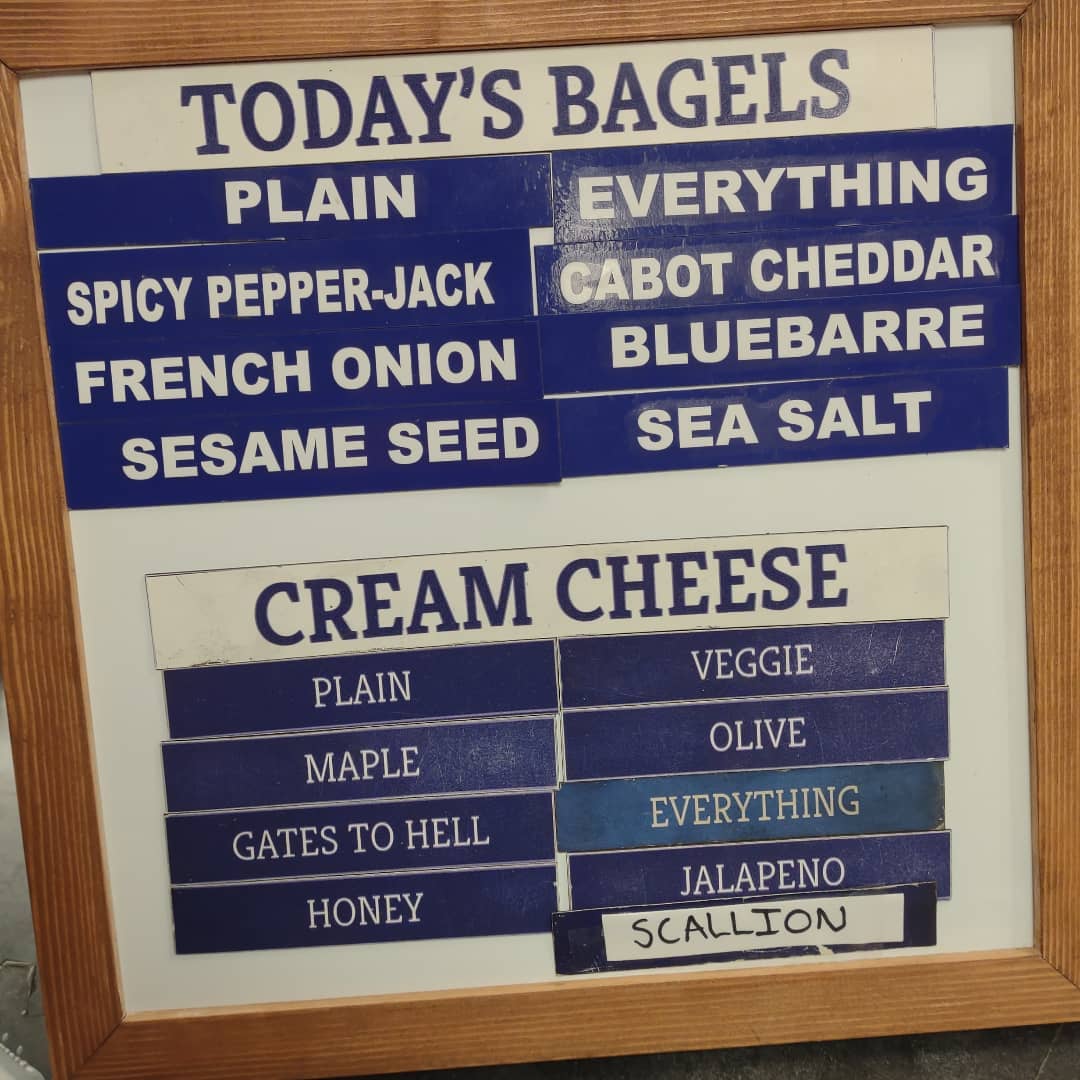 TODAY'S BAGELS
PLAIN
EVERYTHING
SPICY PEPPER-JACK
CABOT CHEDDAR
FRENCH ONION
BLUEBARRE
SESAME SEED
SEA SALT
CREAM CHEESE
PLAIN
VEGGIE
MAPLE
OLIVE
GATES TO HELL
EVERYTHING
HONEY
JALAPENO
SCALLION